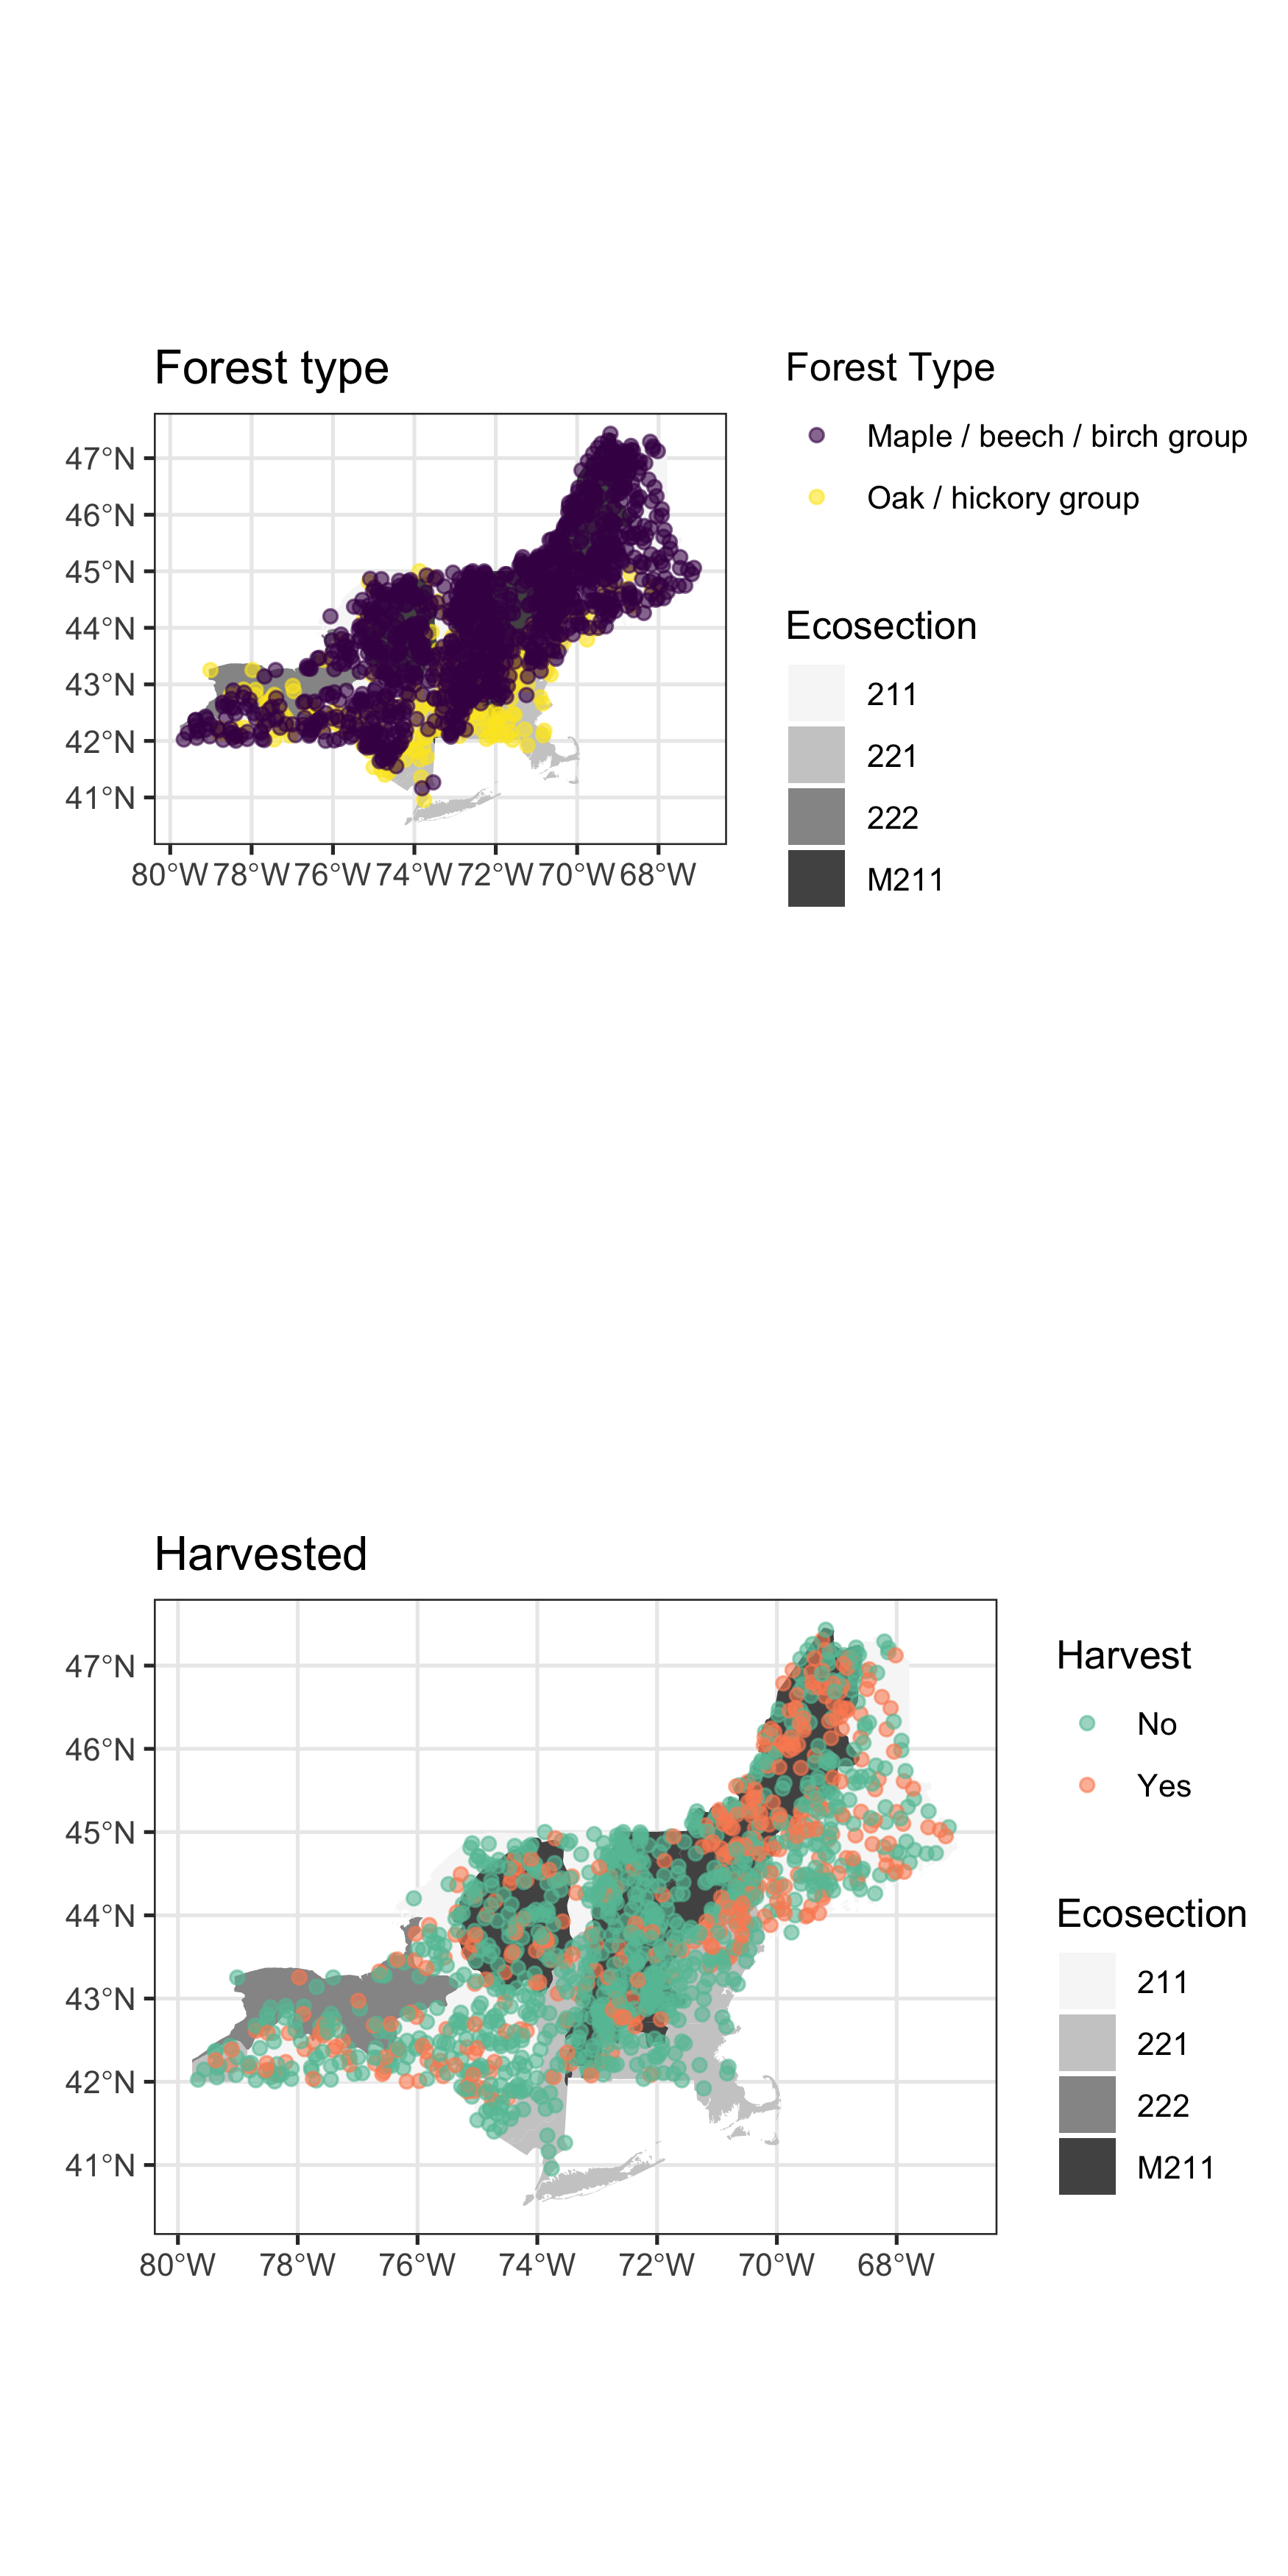 Forest type
47°N
46°N
45°N
44°N
43°N
42°N
41°N
80°W 78°W 76°W 74°W 72°W 70°W 68°W
Forest Type
Maple / beech / birch group
Oak / hickory group
Ecosection
211
221
222
M211
Harvested
47°N
46°N
45°N
44°N
43°N
42°N
41°N
80°W 78°W 76°W 74°W 72°W 70°W 68°W
Harvest
No
Yes
Ecosection
211
221
222
M211